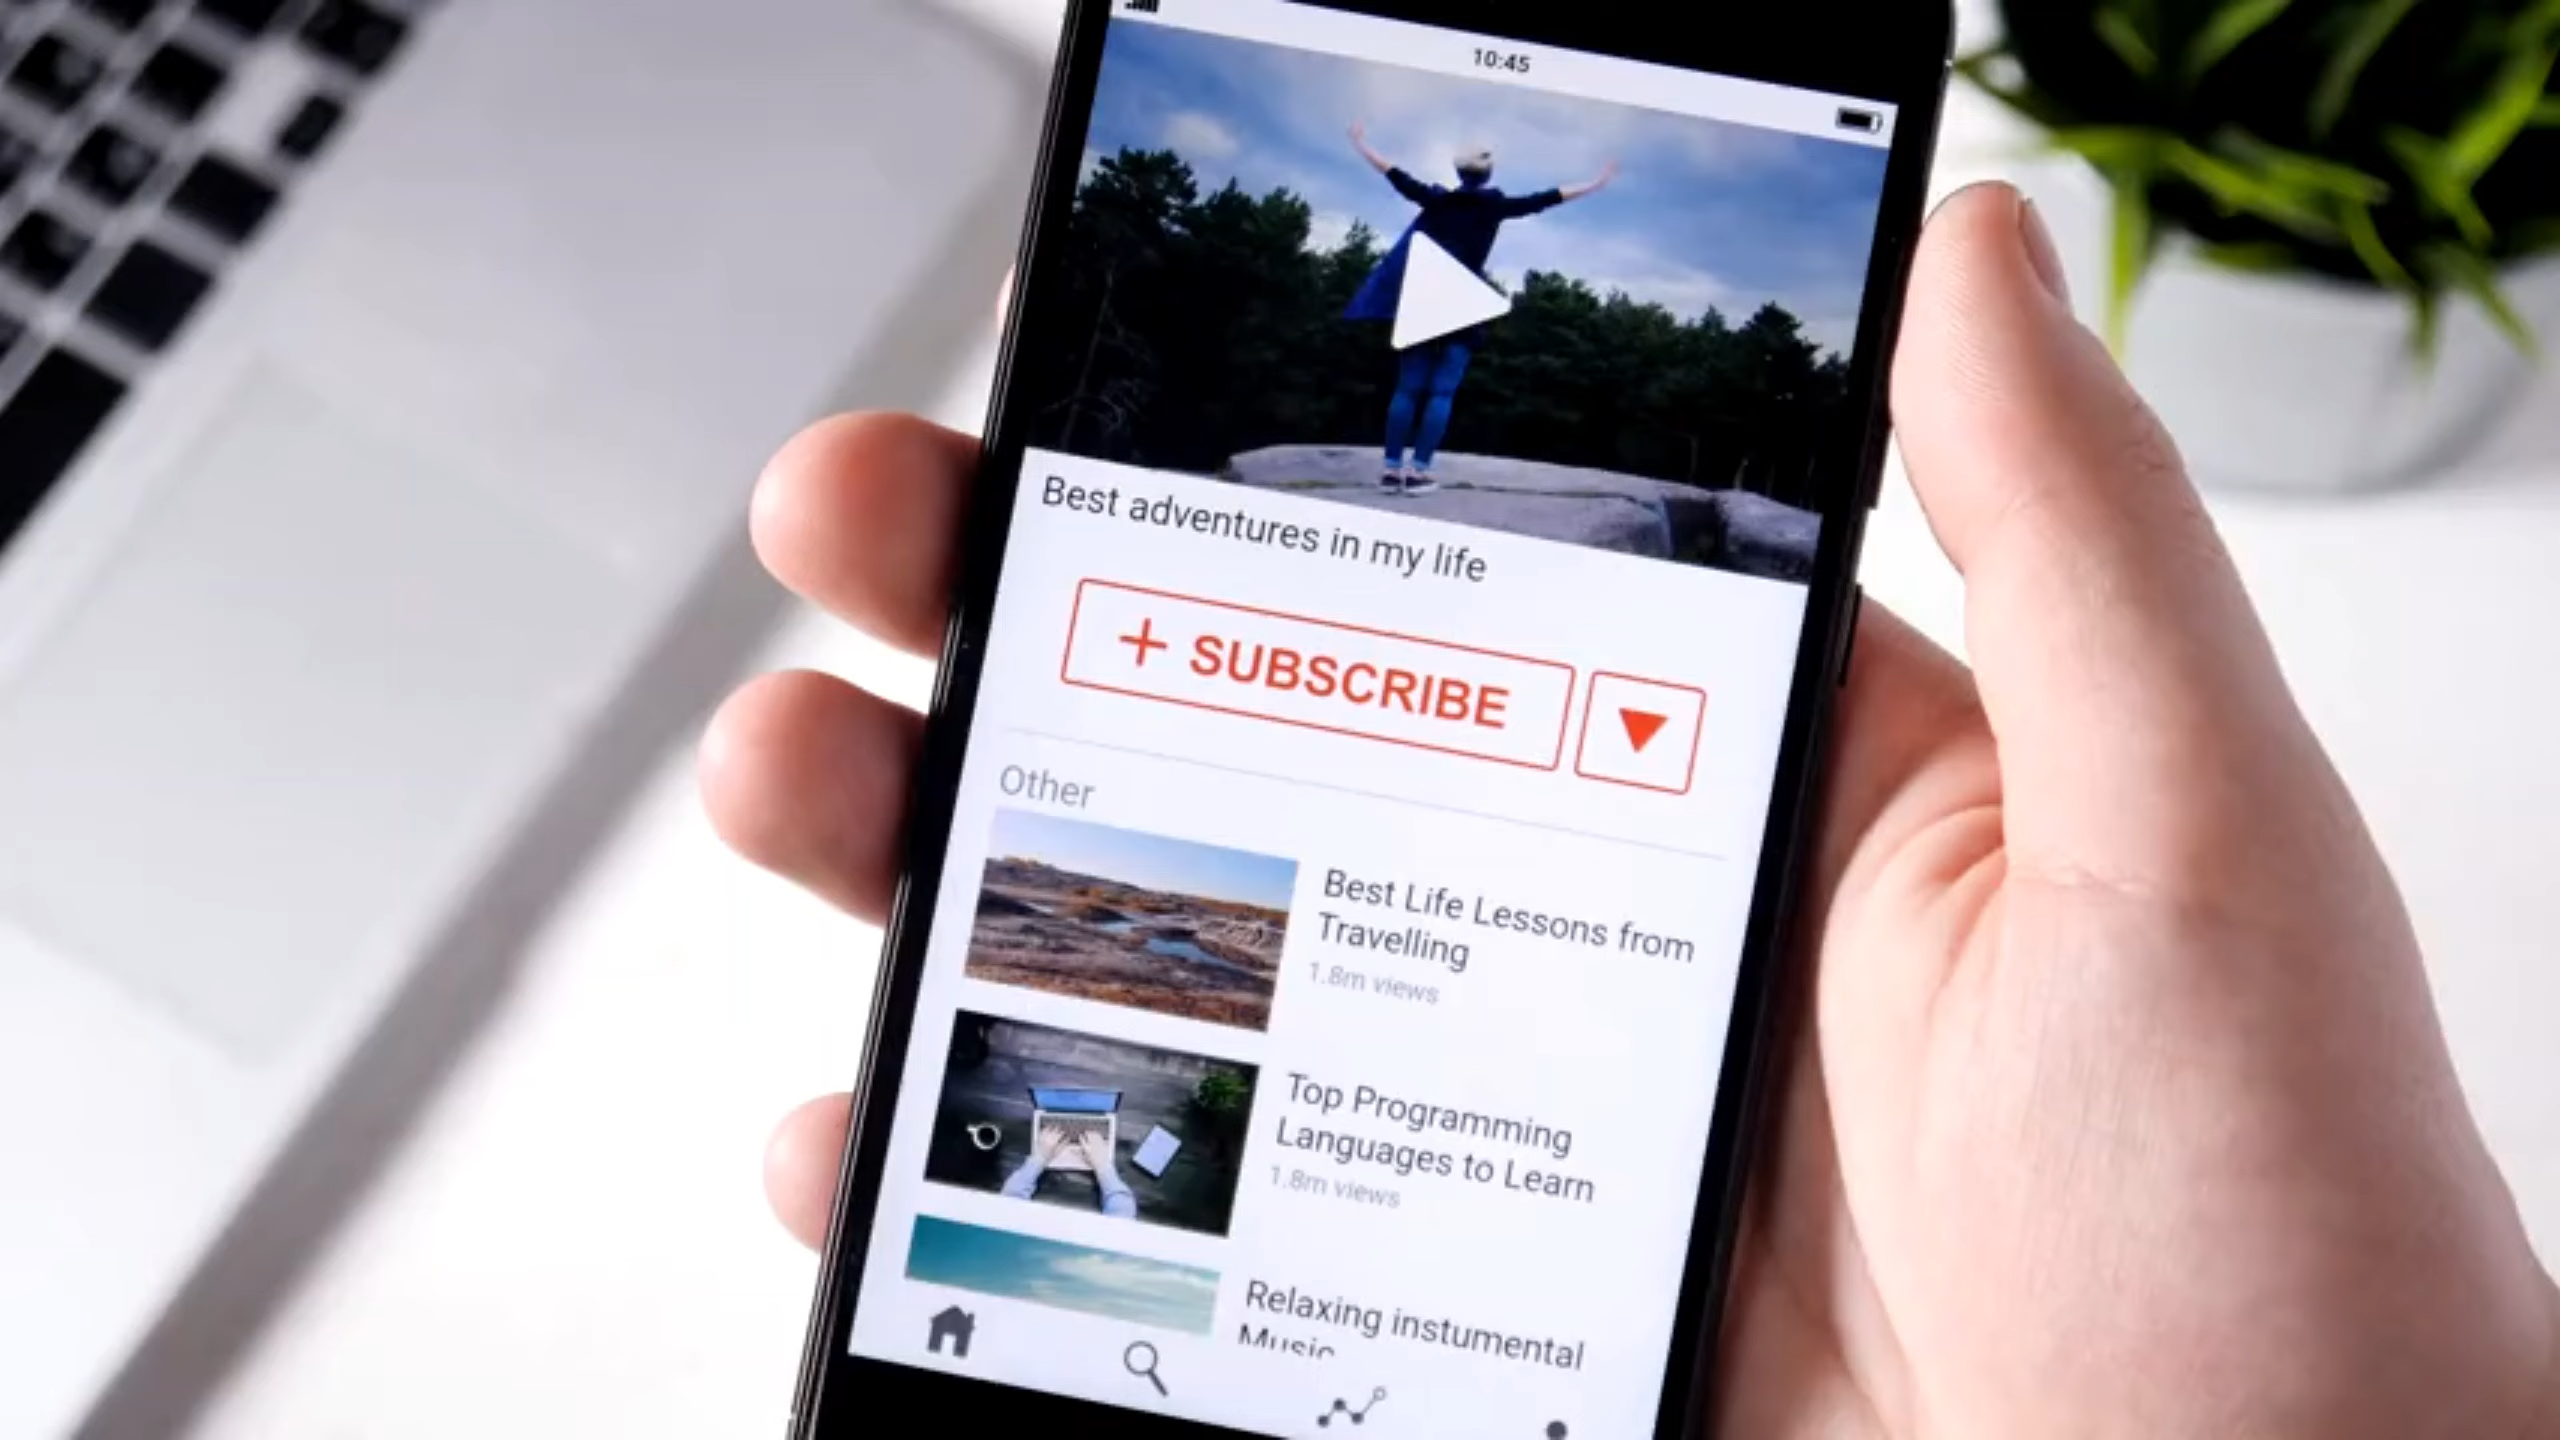 10:45
Best adventures in my life
+ SUBSCRIBE
Other
Best Life Lessons from
Travelling
1.8m views
Top Programming
Languages to Learn
1.8m views
Relaxing instumental
Music